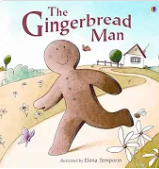 The
Gingerbread
Man
Illustrated by Elena Temporin